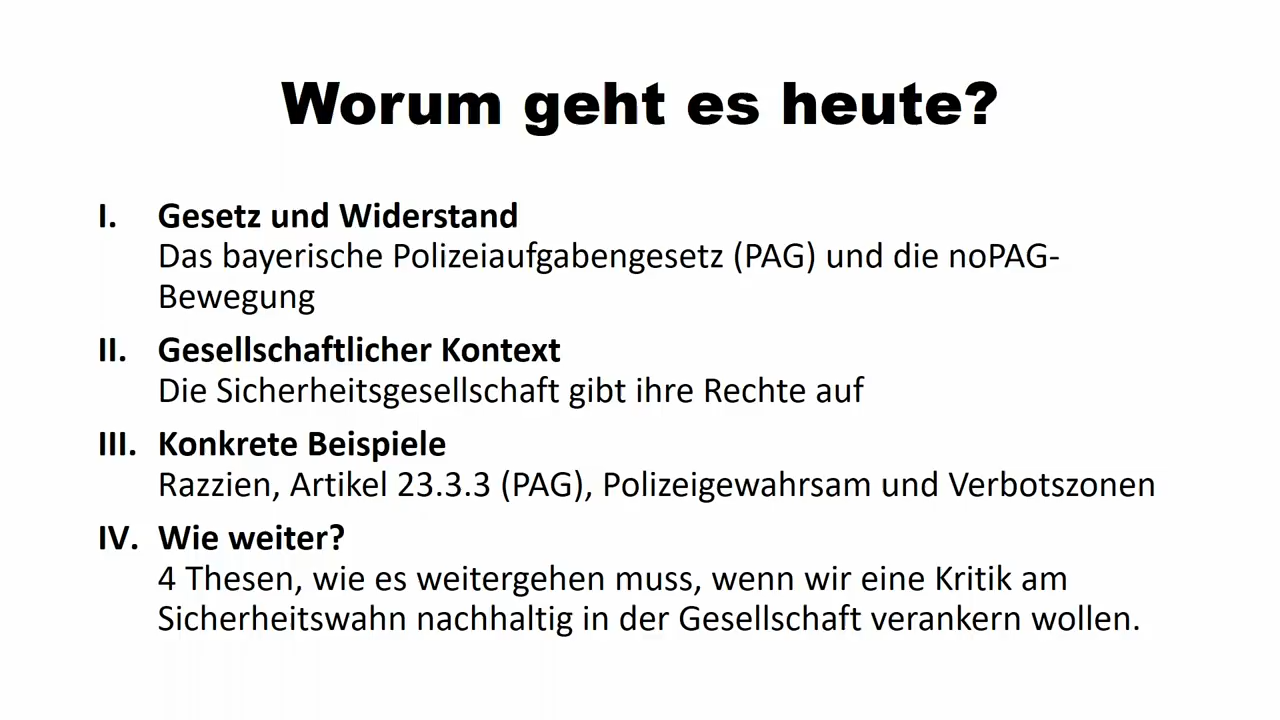 Worum geht es heute?
I. Gesetz und Widerstand
Das bayerische Polizeiaufgabengesetz (PAG) und die noPAG-
Bewegung
II. Gesellschaftlicher Kontext
Die Sicherheitsgesellschaft gibt ihre Rechte auf
III. Konkrete Beispiele
Razzien, Artikel 23.3.3 (PAG), Polizeigewahrsam und Verbotszonen
IV. Wie weiter?
4 Thesen, wie es weitergehen muss, wenn wir eine Kritik am
Sicherheitswahn nachhaltig in der Gesellschaft verankern wollen.